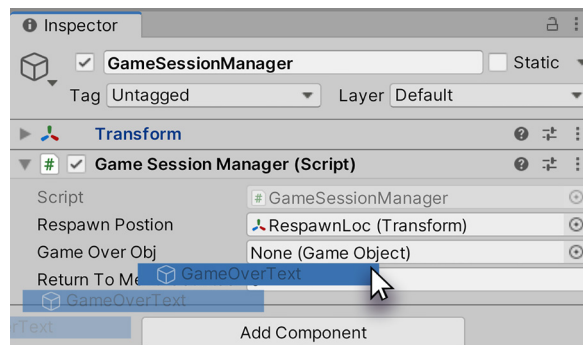 Inspector
GameSessionManager
Static
Tag Untagged Layer Default
Transform
# Game Session Manager (Script)
Script # GameSessionManager
Respawn Postion RespawnLoc (Transform)
Game Over Obj None (Game Object)
Return To Me GameOverText
GameOverText
rText
Add Component